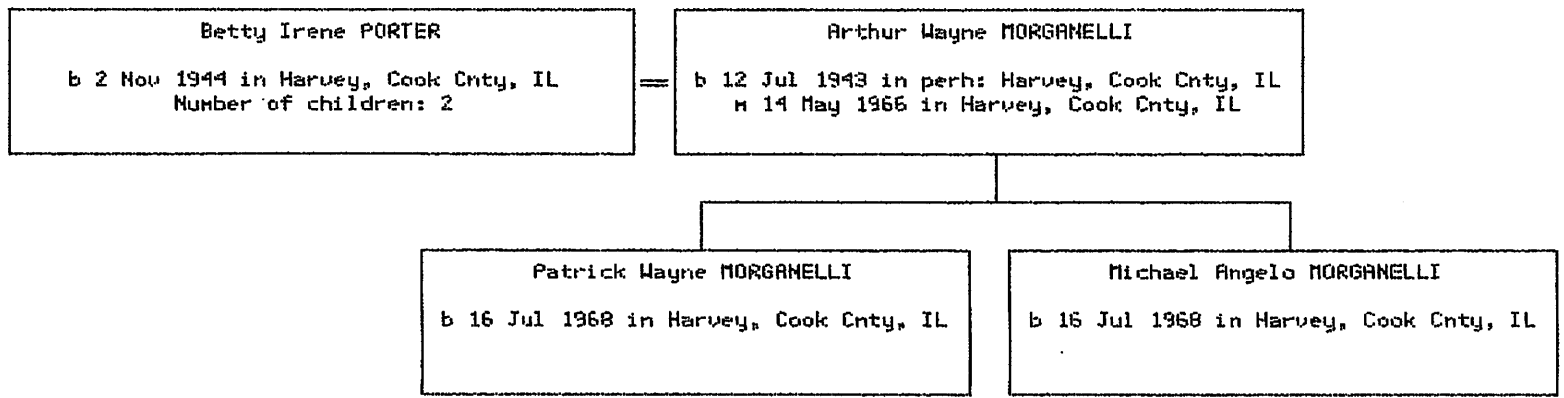 Betty Irene PORTER
b 2 Nov 1944 in Harvey, Cook Cnty, IL
Number of children: 2
Arthur Wayne MORGANELLI
b 12 Jul 1943 in perh: Harvey, Cook Cnty, IL
m 14 May 1966 in Harvey, Cook Cnty, IL
Patrick Wayne MORGANELLI
b 16 Jul 1968 in Harvey, Cook Cnty, IL
Michael Angelo MORGANELLI
b 16 Jul 1968 in Harvey, Cook Cnty, IL